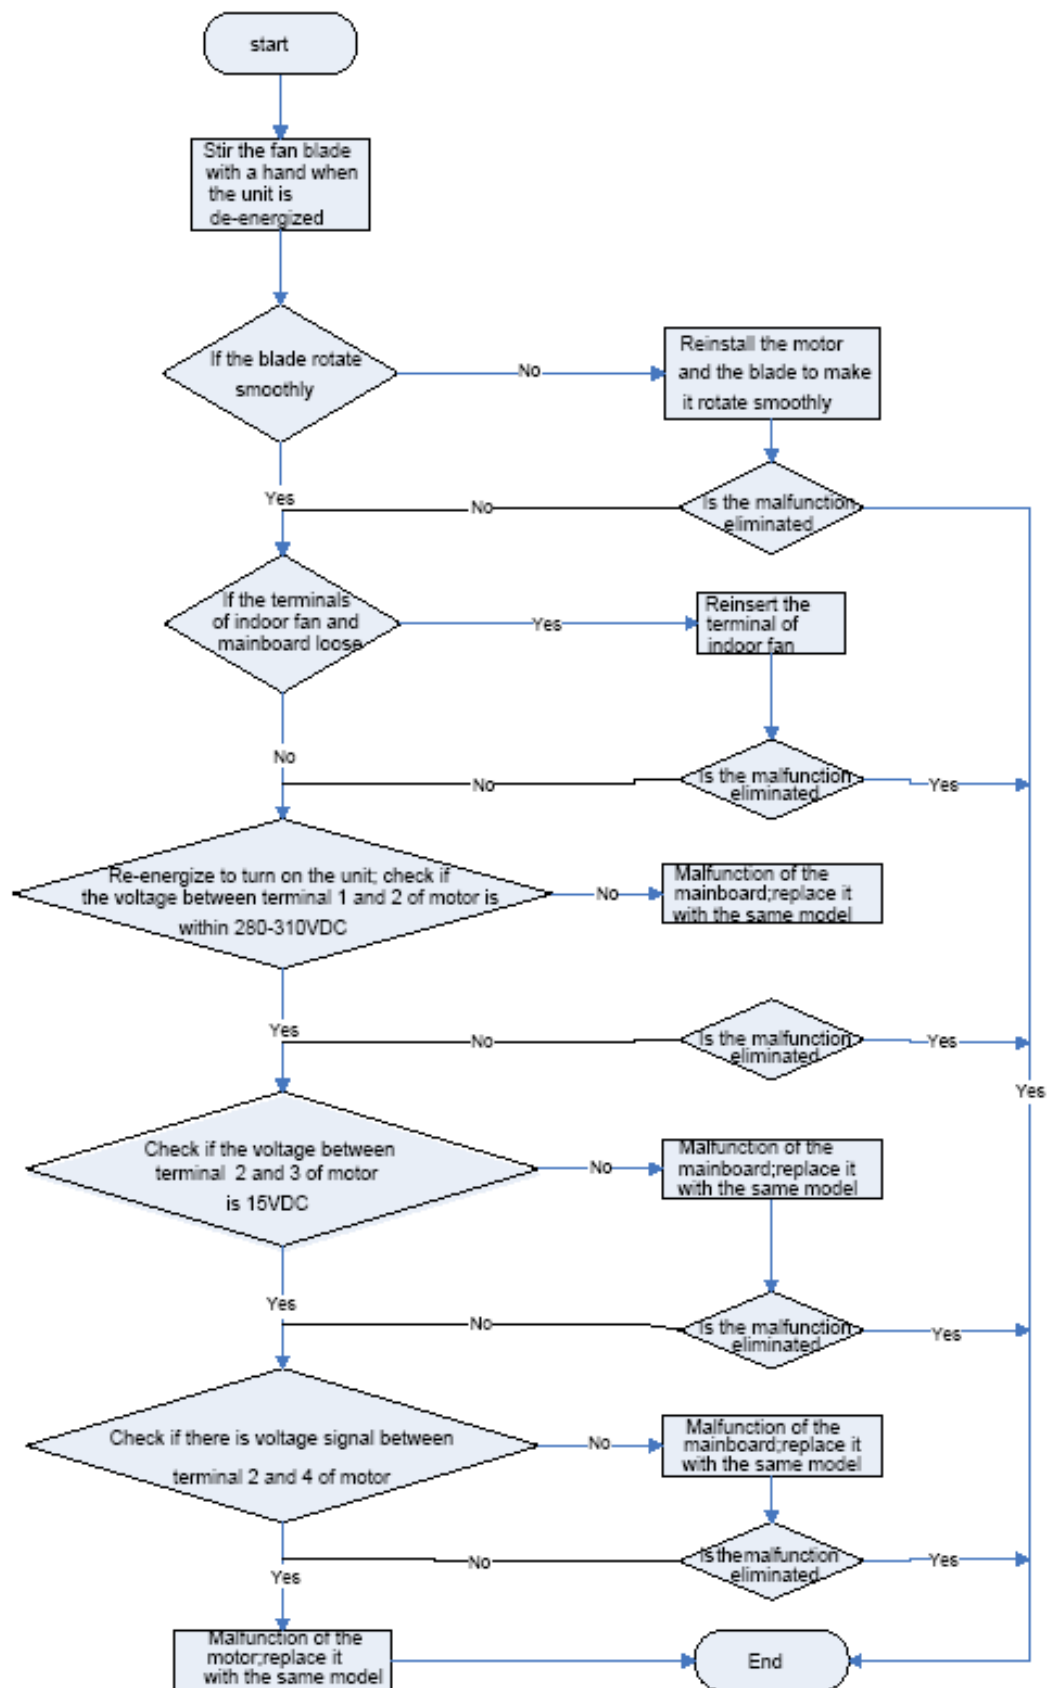 start
Stir the fan blade
with a hand when
the unit is
de-energized
If the blade rotate
smoothly
No
Reinstall the motor
and the blade to make
it rotate smoothly
Yes
No
Is the malfunction
eliminated
If the terminals
of indoor fan and
mainboard loose
Yes
Reinsert the
terminal of
indoor fan
No
No
Is the malfunction
eliminated
Yes
Re-energize to turn on the unit; check if
the voltage between terminal 1 and 2 of motor is
within 280-310VDC
No
Malfunction of the
mainboard;replace it
with the same model
Yes
No
Is the malfunction
eliminated
Yes
Yes
Check if the voltage between
terminal 2 and 3 of motor
is 15VDC
No
Malfunction of the
mainboard;replace it
with the same model
Yes
No
Is the malfunction
eliminated
Yes
Check if there is voltage signal between
terminal 2 and 4 of motor
No
Malfunction of the
mainboard;replace it
with the same model
Yes
No
Is the malfunction
eliminated
Yes
Malfunction of the
motor;replace it
with the same model
End